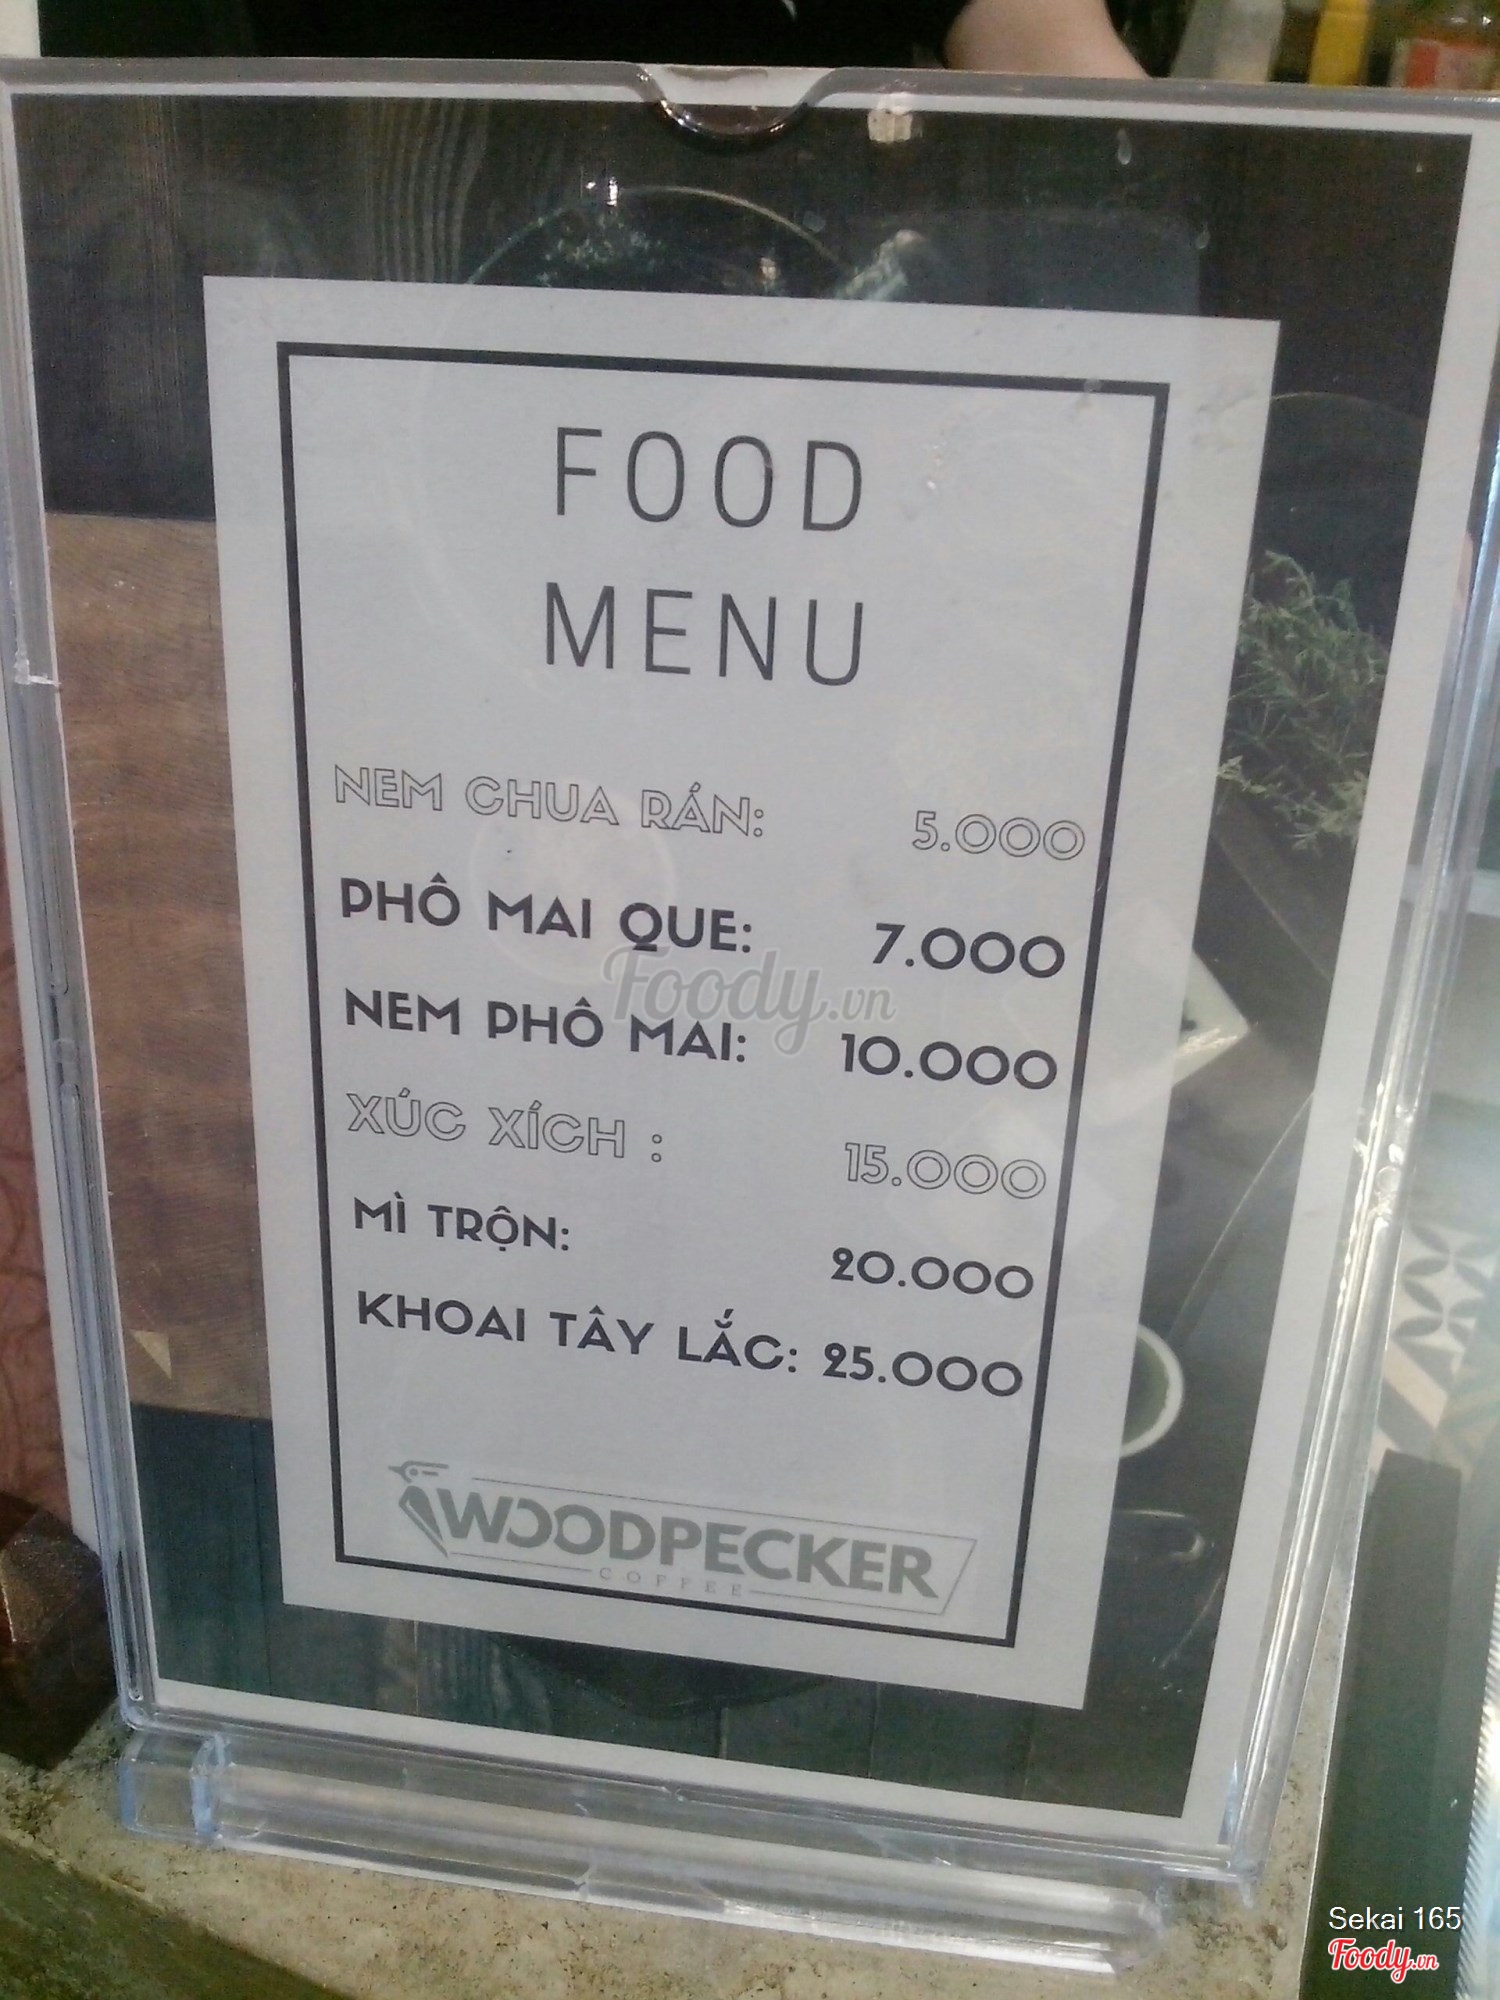 FOOD
MENU
NEM CHUA RÁN: 5.000
PHÔ MAI QUE: 7.000
NEM PHÔ MAI: 10.000
XÚC XÍCH : 15.000
MÌ TRỘN: 20.000
KHOAI TÂY LẮC: 25.000
WOODPECKER
COFFEE
Foody.vn
Sekai 165
Foody.vn